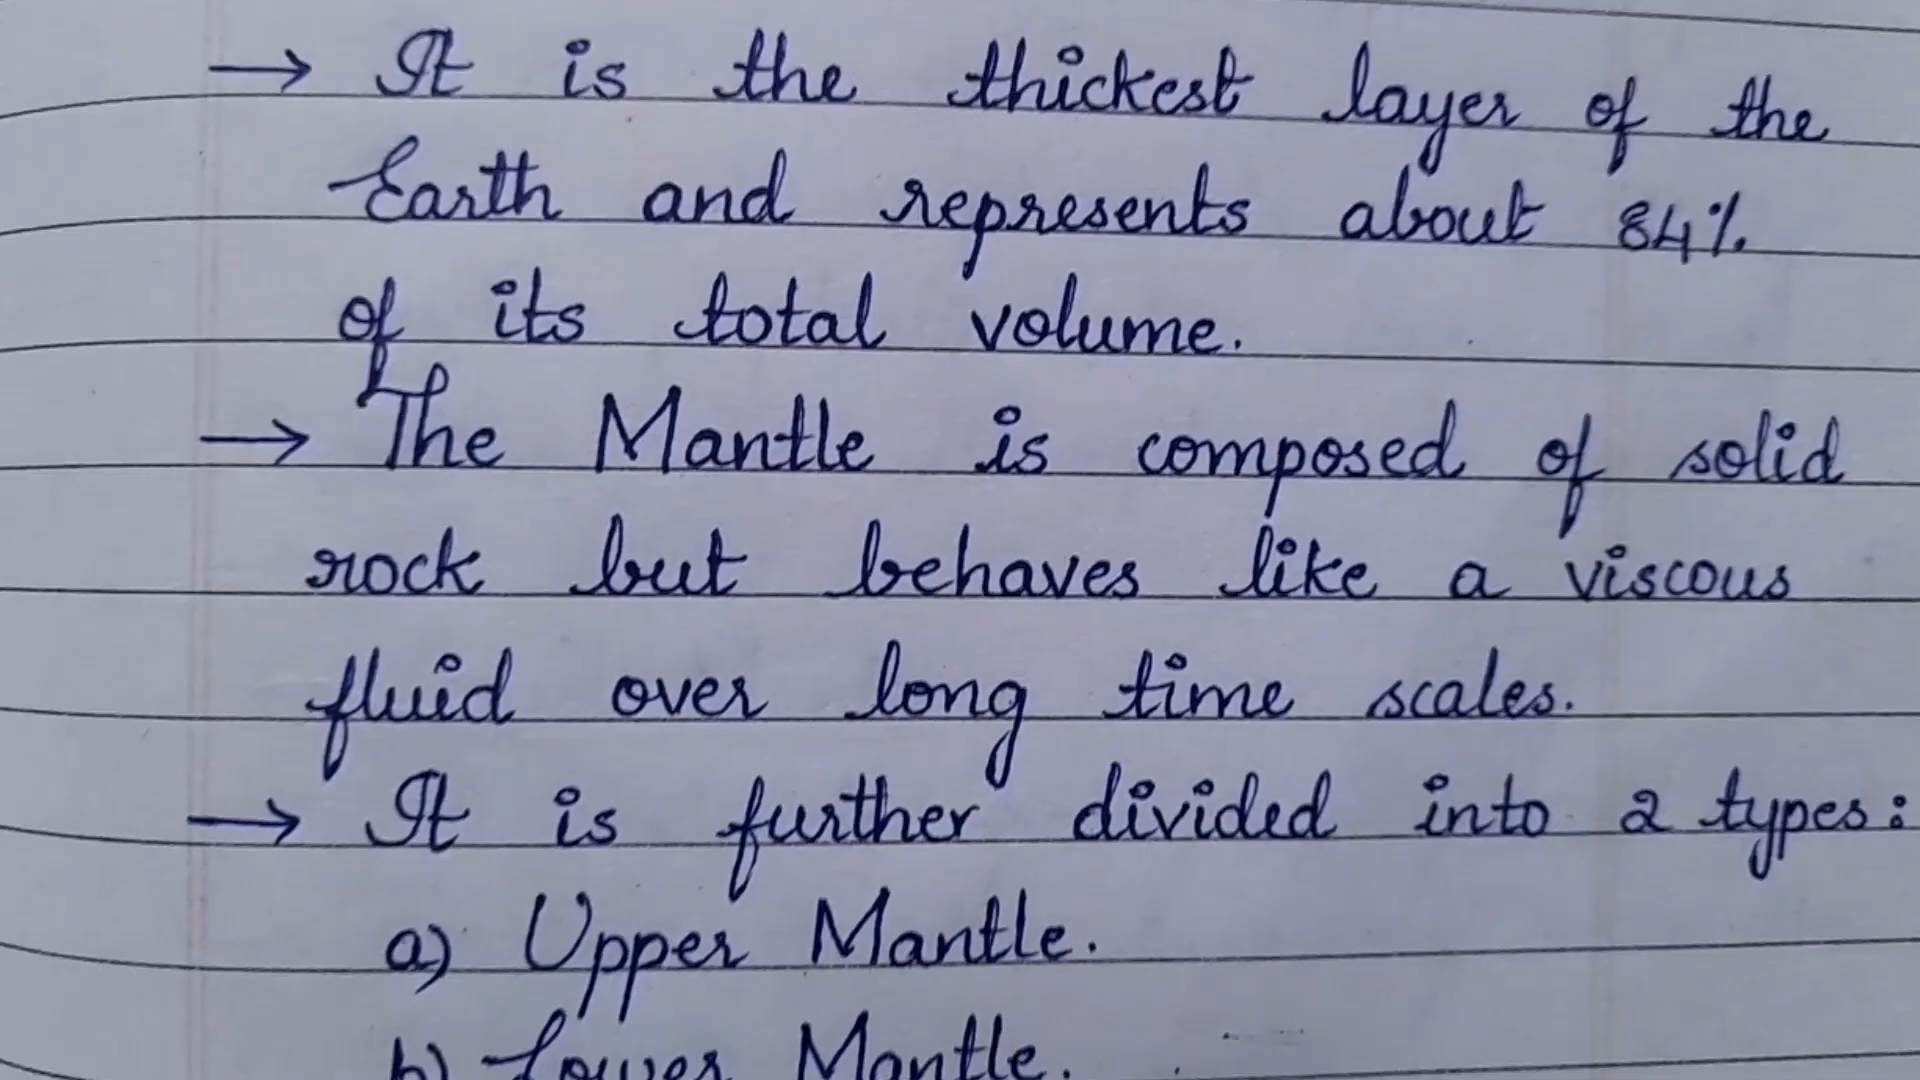 → It is the thickest layer of the
Earth and represents about 84%
of its total volume.
→ The Mantle is composed of solid
rock but behaves like a viscous
fluid over long time scales.
→ It is further divided into 2 types:
a) Upper Mantle.
b) Lower Mantle.